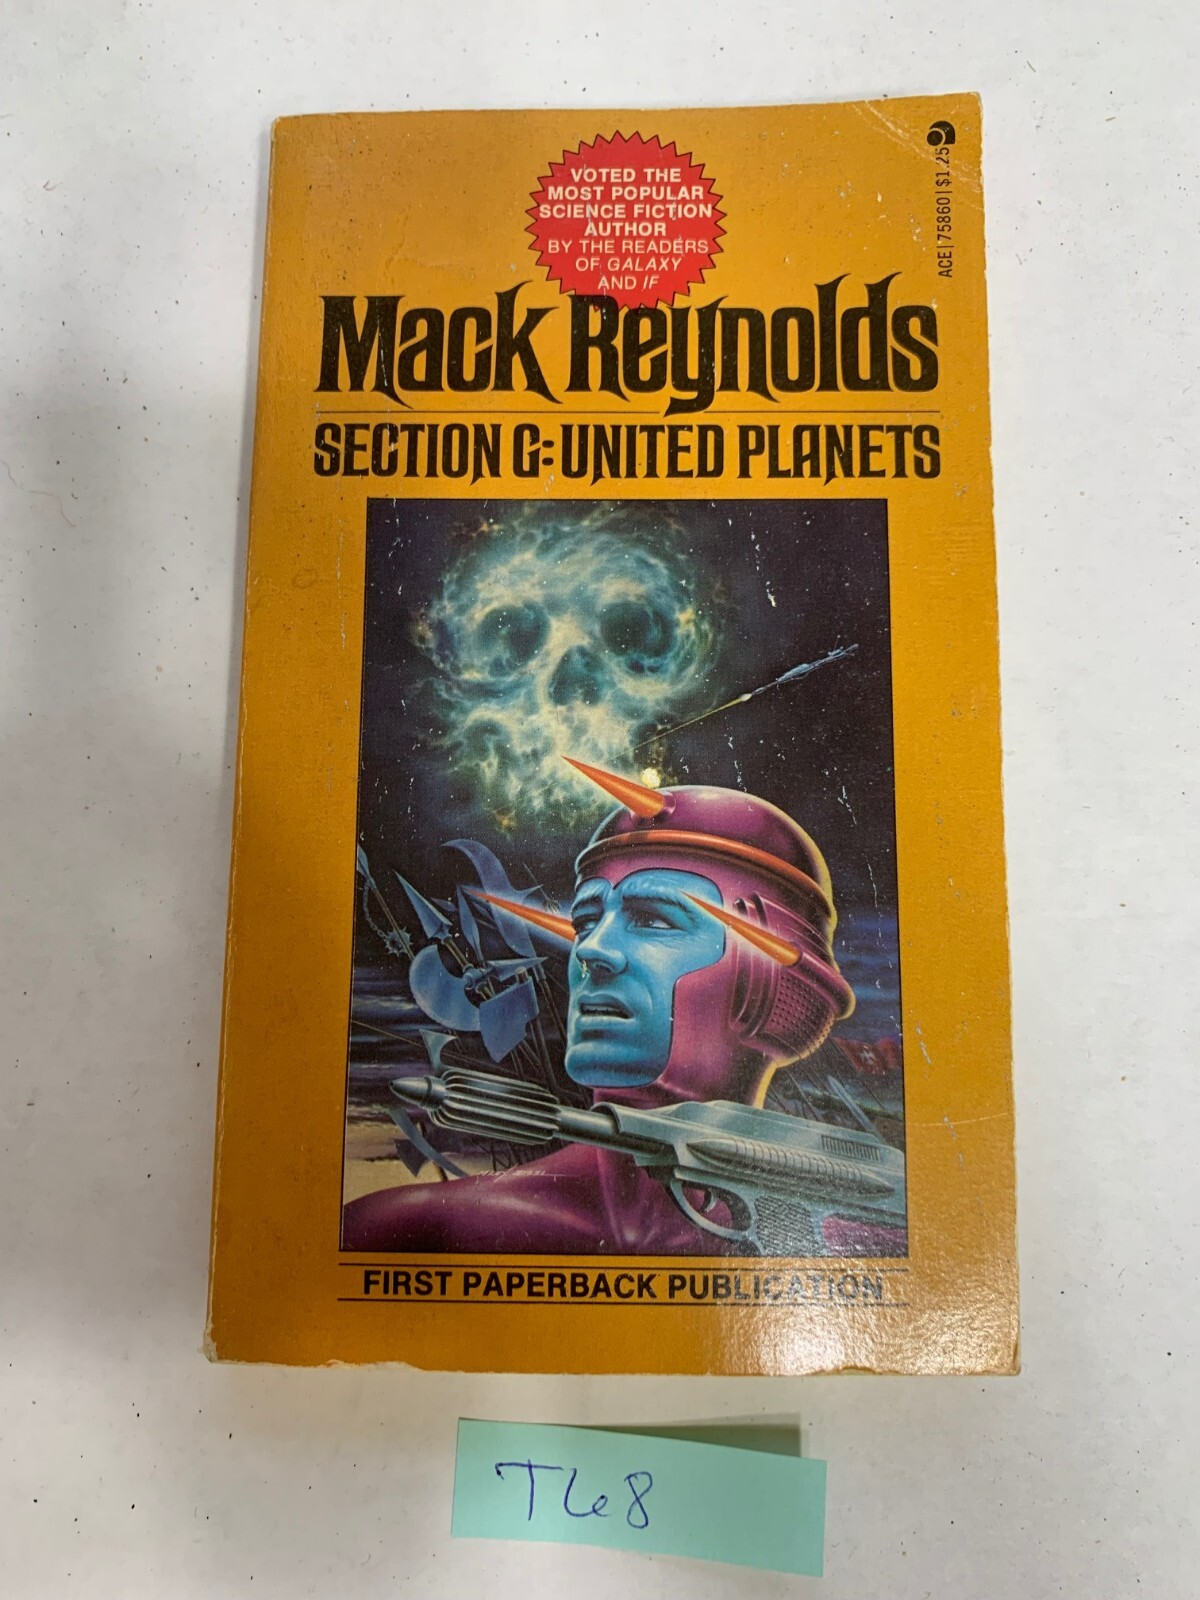 VOTED THE
MOST POPULAR
SCIENCE FICTION
AUTHOR
BY THE READERS
OF GALAXY
AND IF
ACE | 75860 | $1.25
Mack Reynolds
SECTION G: UNITED PLANETS
FIRST PAPERBACK PUBLICATION
T68